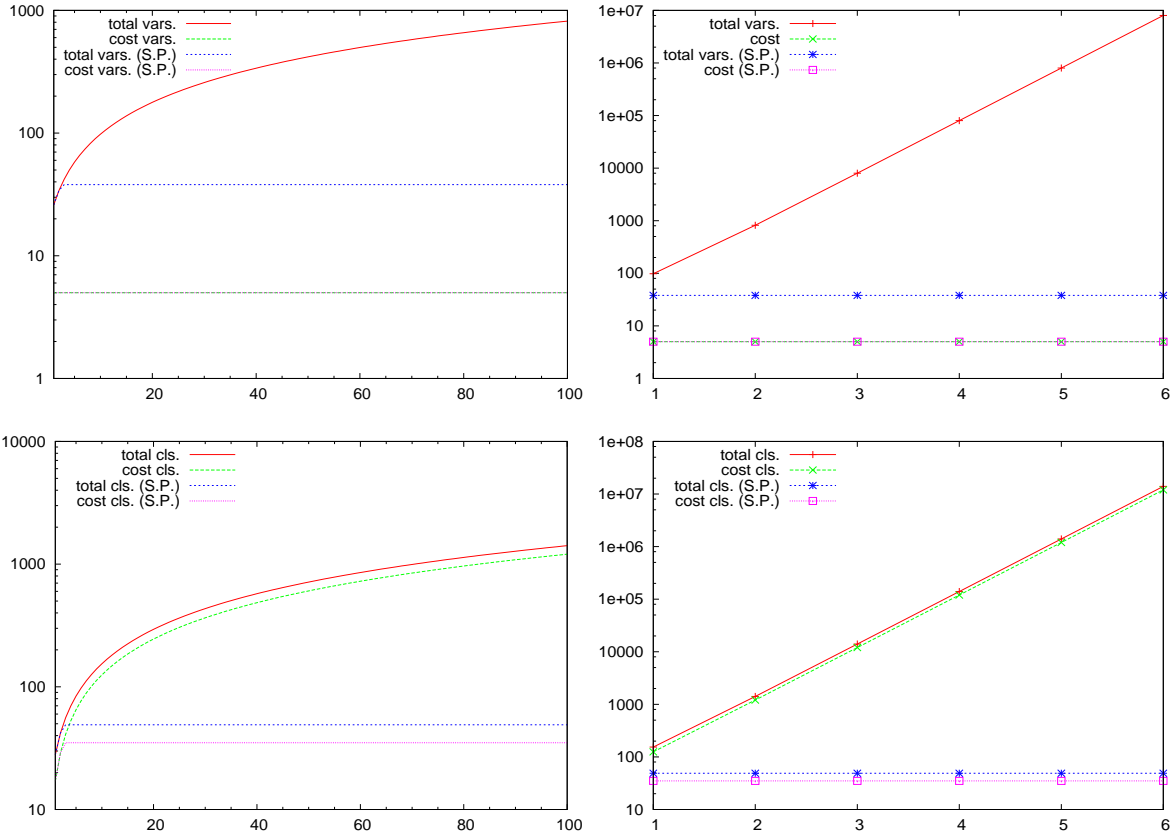 1000
100
10
1
20
40
60
80
100
total vars.
cost vars.
total vars. (S.P.)
cost vars. (S.P.)
1e+07
1e+06
1e+05
10000
1000
100
10
1
1
2
3
4
5
6
total vars.
cost
total vars. (S.P.)
cost (S.P.)
10000
1000
100
10
20
40
60
80
100
total cls.
cost cls.
total cls. (S.P.)
cost cls. (S.P.)
1e+08
1e+07
1e+06
1e+05
10000
1000
100
10
1
2
3
4
5
6
total cls.
cost cls.
total cls. (S.P.)
cost cls. (S.P.)